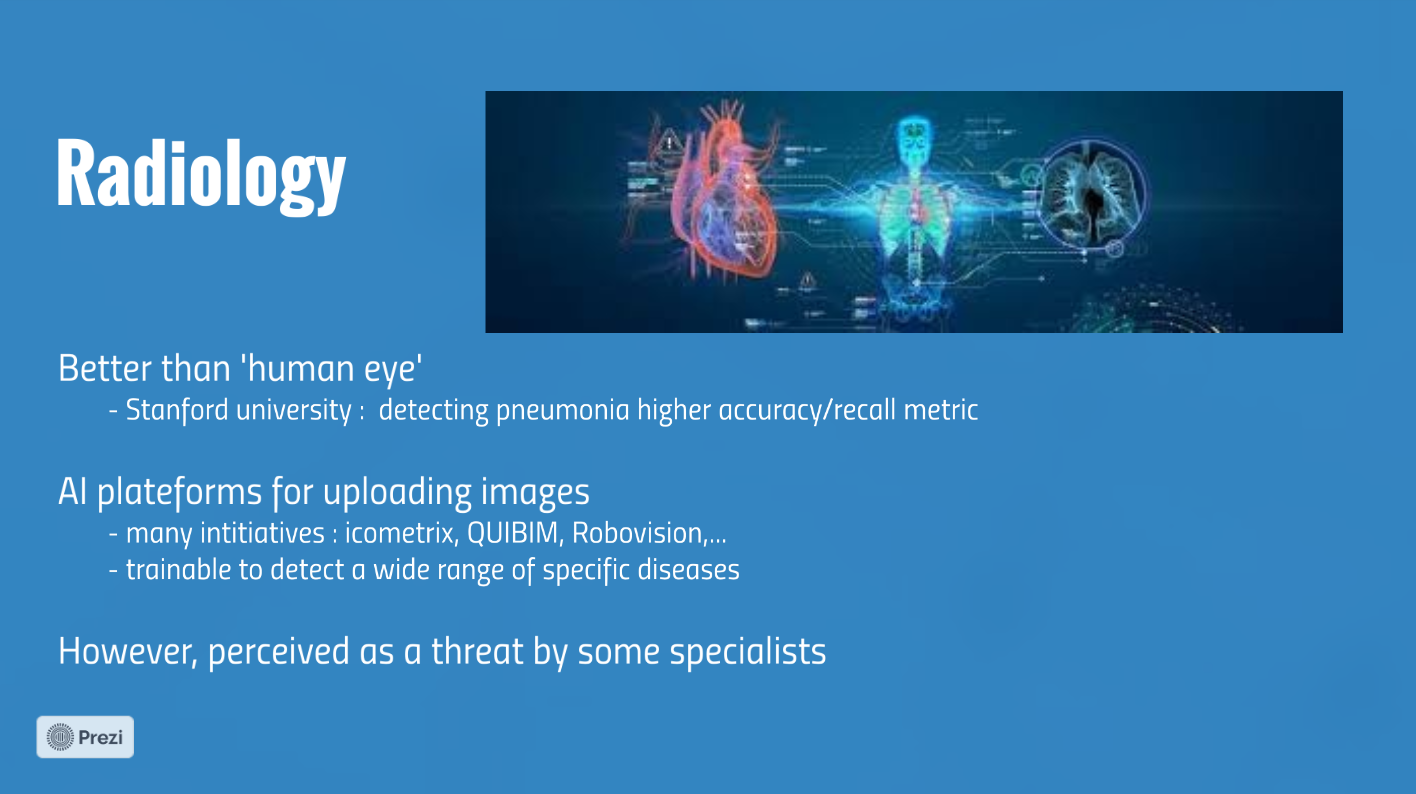 Radiology
Better than 'human eye'
- Stanford university :  detecting pneumonia higher accuracy/recall metric
AI plateforms for uploading images
- many intitiatives : icometrix, QUIBIM, Robovision,...
- trainable to detect a wide range of specific diseases
However, perceived as a threat by some specialists
Prezi